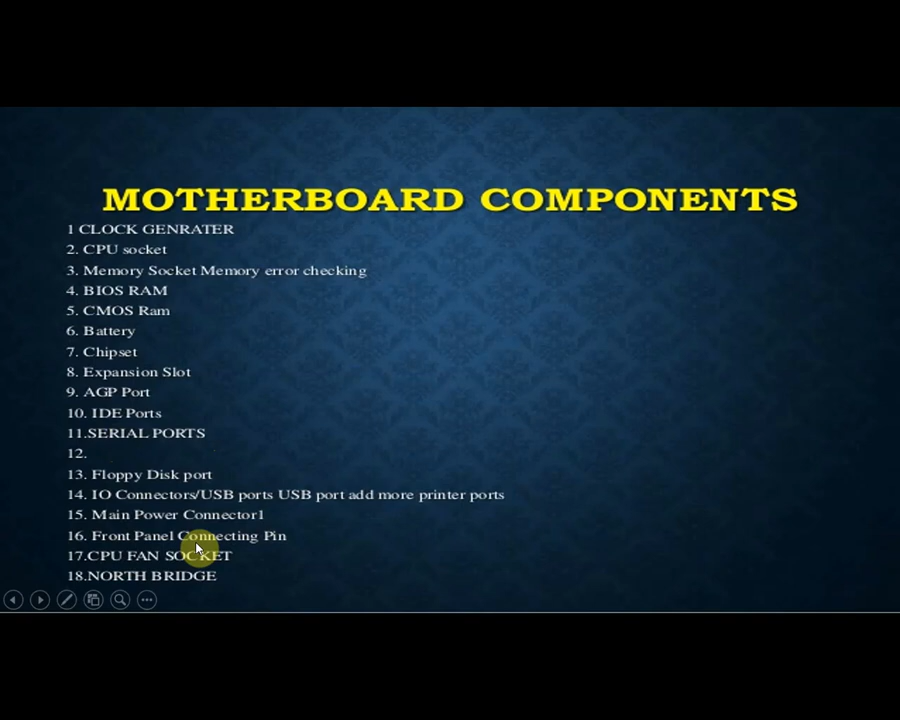 MOTHERBOARD COMPONENTS
1 CLOCK GENRATER
2. CPU socket
3. Memory Socket Memory error checking
4. BIOS RAM
5. CMOS Ram
6. Battery
7. Chipset
8. Expansion Slot
9. AGP Port
10. IDE Ports
11.SERIAL PORTS
12.
13. Floppy Disk port
14. IO Connectors/USB ports USB port add more printer ports
15. Main Power Connector1
16. Front Panel Connecting Pin
17.CPU FAN SOCKET
18.NORTH BRIDGE